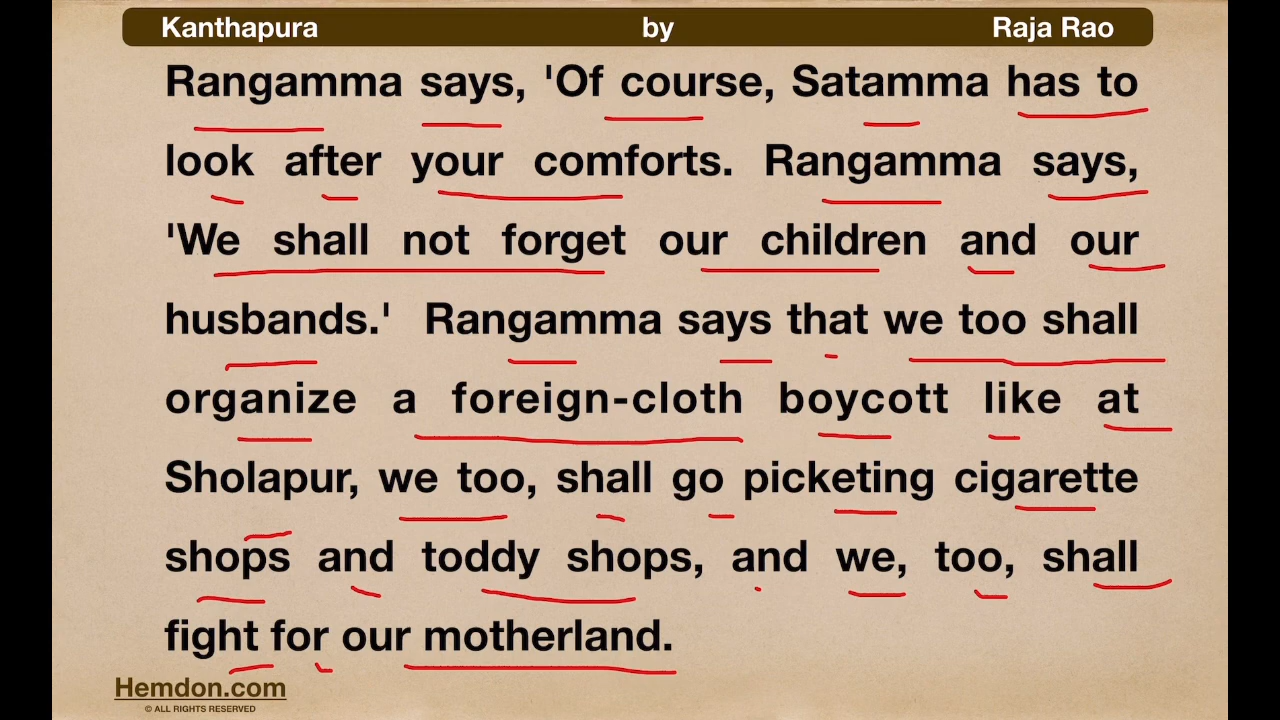 Kanthapura by Raja Rao
Rangamma says, 'Of course, Satamma has to
look after your comforts. Rangamma says,
'We shall not forget our children and our
husbands.' Rangamma says that we too shall
organize a foreign-cloth boycott like at
Sholapur, we too, shall go picketing cigarette
shops and toddy shops, and we, too, shall
fight for our motherland.
Hemdon.com
© ALL RIGHTS RESERVED